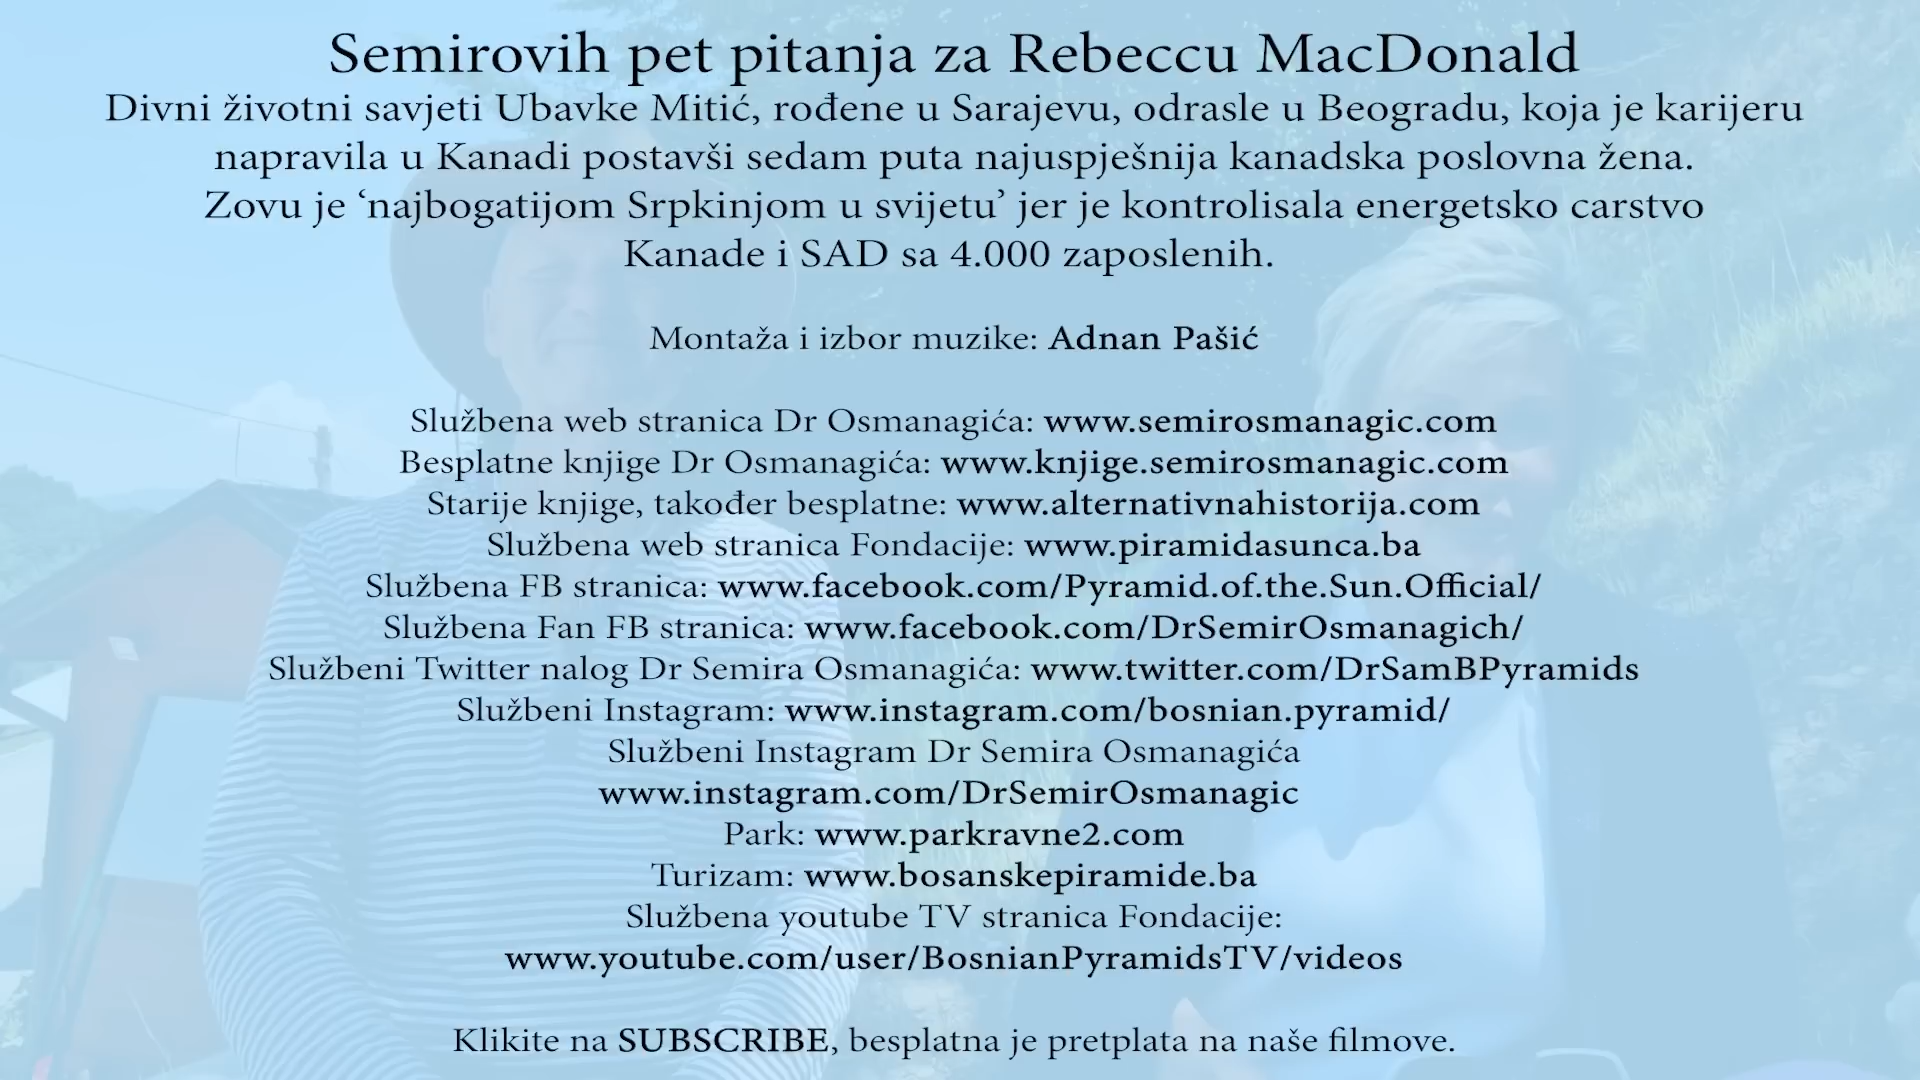 Semirovih pet pitanja za Rebeccu MacDonald
Divni životni savjeti Ubavke Mitić, rođene u Sarajevu, odrasle u Beogradu, koja je karijeru
napravila u Kanadi postavši sedam puta najuspješnija kanadska poslovna žena.
Zovu je ‘najbogatijom Srpkinjom u svijetu’ jer je kontrolisala energetsko carstvo
Kanade i SAD sa 4.000 zaposlenih.
Montaža i izbor muzike: Adnan Pašić
Službena web stranica Dr Osmanagića: www.semirosmanagic.com
Besplatne knjige Dr Osmanagića: www.knjige.semirosmanagic.com
Starije knjige, također besplatne: www.alternativnahistorija.com
Službena web stranica Fondacije: www.piramidasunca.ba
Službena FB stranica: www.facebook.com/Pyramid.of.the.Sun.Official/
Službena Fan FB stranica: www.facebook.com/DrSemirOsmanagich/
Službeni Twitter nalog Dr Semira Osmanagića: www.twitter.com/DrSamBPyramids
Službeni Instagram: www.instagram.com/bosnian.pyramid/
Službeni Instagram Dr Semira Osmanagića
www.instagram.com/DrSemirOsmanagic
Park: www.parkravne2.com
Turizam: www.bosanskepiramide.ba
Službena youtube TV stranica Fondacije:
www.youtube.com/user/BosnianPyramidsTV/videos
Klikite na SUBSCRIBE, besplatna je pretplata na naše filmove.